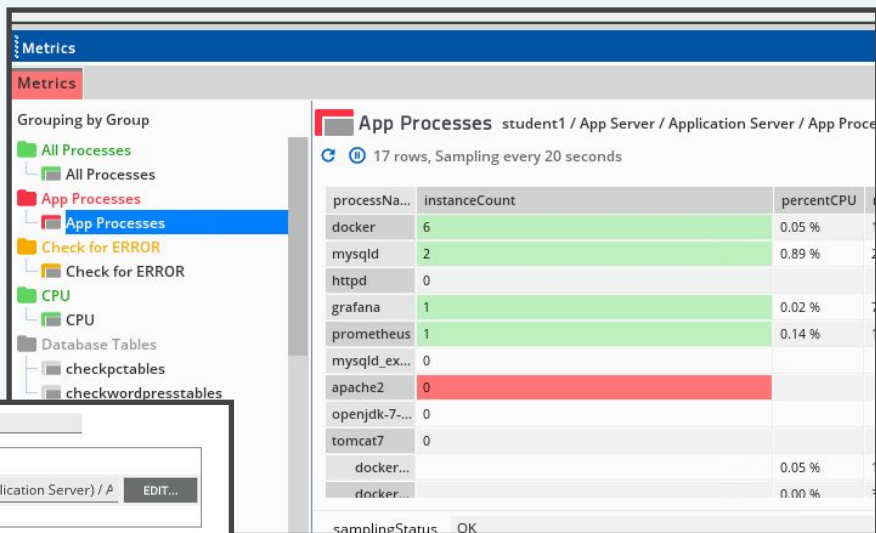 Metrics
Metrics
Grouping by Group
All Processes
All Processes
App Processes
App Processes
Check for ERROR
Check for ERROR
CPU
CPU
Database Tables
checkpctables
checkwordpresstables
lication Server) / A EDIT...
App Processes student1 / App Server / Application Server / App Proce
17 rows, Sampling every 20 seconds
processNa... instanceCount percentCPU
docker 6 0.05 %
mysqld 2 0.89 %
httpd 0
grafana 1 0.02 %
prometheus 1 0.14 %
mysqld_ex... 0
apache2 0
openjdk-7-... 0
tomcat7 0
docker... 0.05 %
docker... 0.00 %
samplingStatus OK